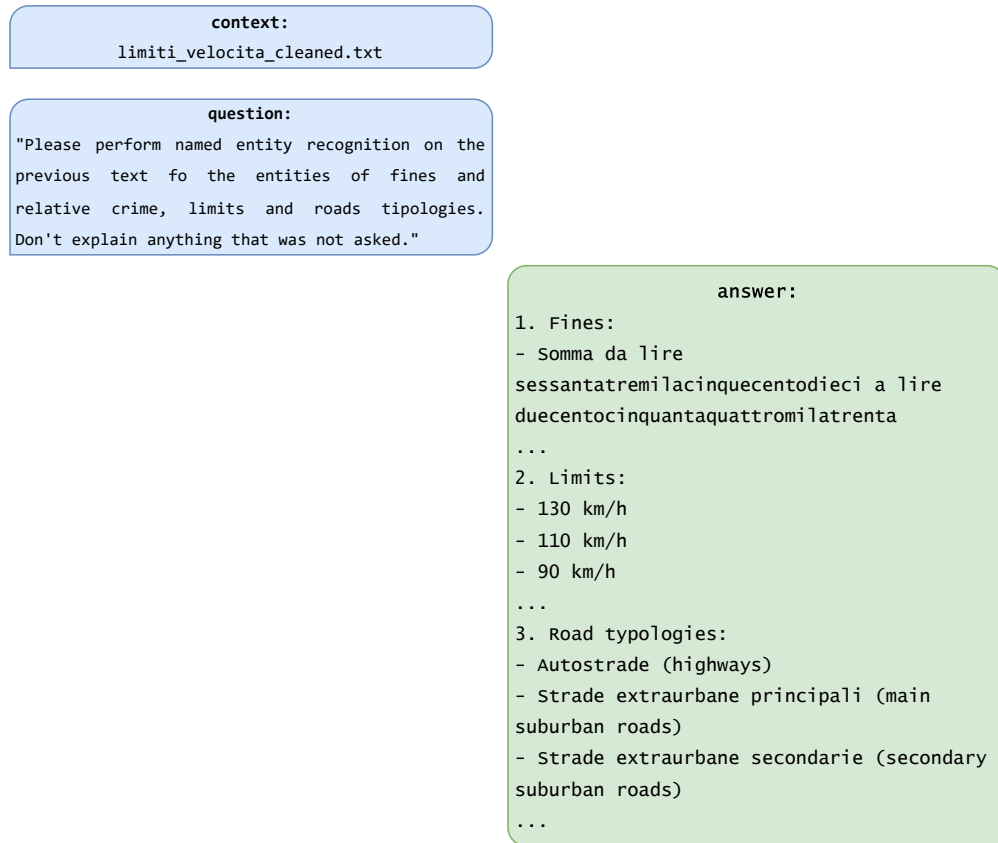 context:
limiti_velocita_cleaned.txt
question:
"Please perform named entity recognition on the
previous text fo the entities of fines and
relative crime, limits and roads tipologies.
Don't explain anything that was not asked."
answer:
1. Fines:
- Somma da lire
sessantatremilacinquecentodieci a lire
duecentocinquantaquattromilatrenta
...
2. Limits:
- 130 km/h
- 110 km/h
- 90 km/h
...
3. Road typologies:
- Autostrade (highways)
- Strade extraurbane principali (main
suburban roads)
- Strade extraurbane secondarie (secondary
suburban roads)
...